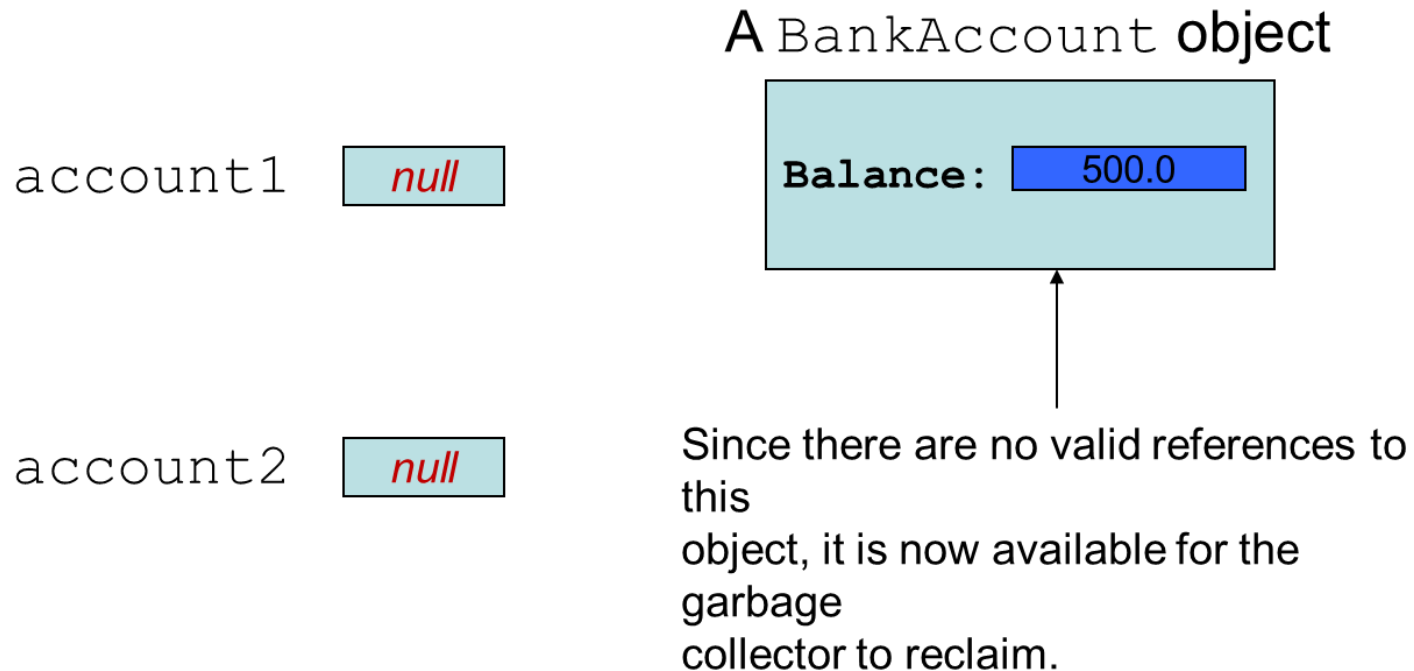 A BankAccount object
account1
null
Balance:
500.0
account2
null
Since there are no valid references to
this
object, it is now available for the
garbage
collector to reclaim.